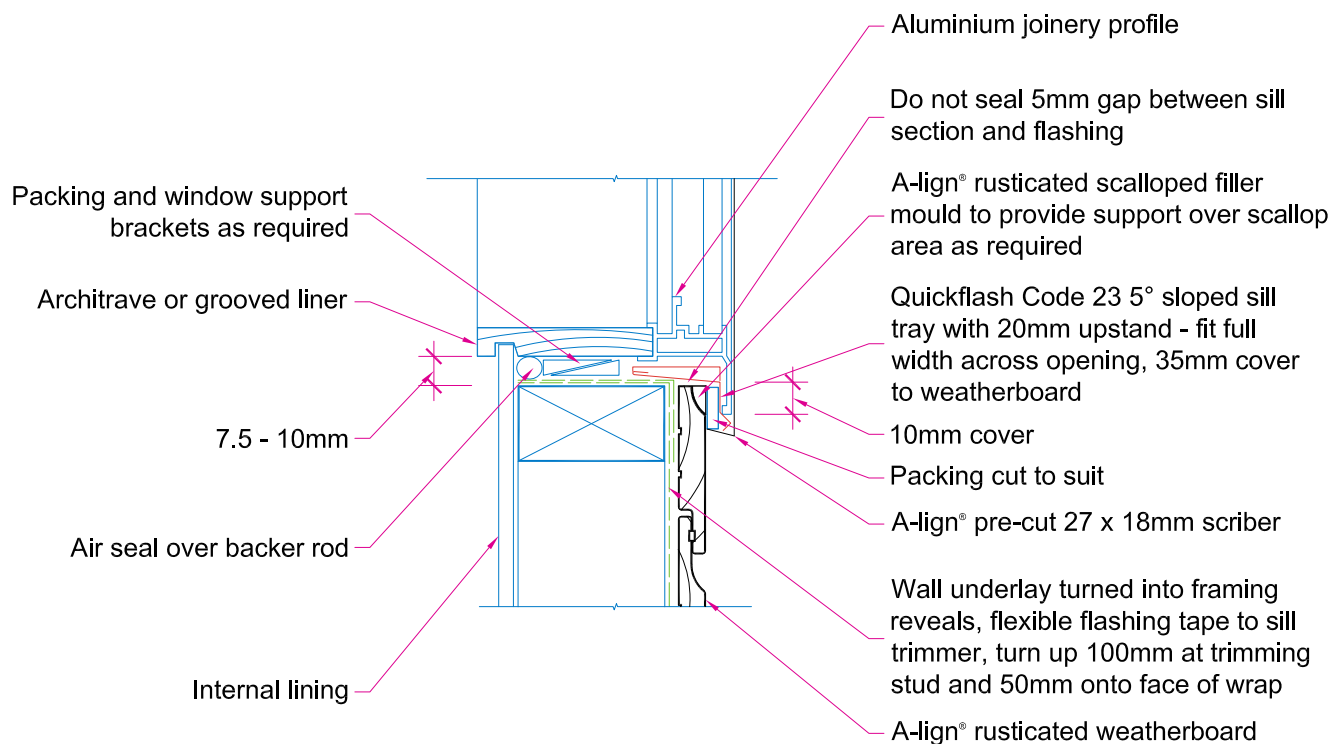 Aluminium joinery profile
Do not seal 5mm gap between sill
section and flashing
A-lign® rusticated scalloped filler
mould to provide support over scallop
area as required
Quickflash Code 23 5° sloped sill
tray with 20mm upstand - fit full
width across opening, 35mm cover
to weatherboard
10mm cover
Packing cut to suit
A-lign® pre-cut 27 x 18mm scriber
Wall underlay turned into framing
reveals, flexible flashing tape to sill
trimmer, turn up 100mm at trimming
stud and 50mm onto face of wrap
A-lign® rusticated weatherboard
Packing and window support
brackets as required
Architrave or grooved liner
7.5 - 10mm
Air seal over backer rod
Internal lining